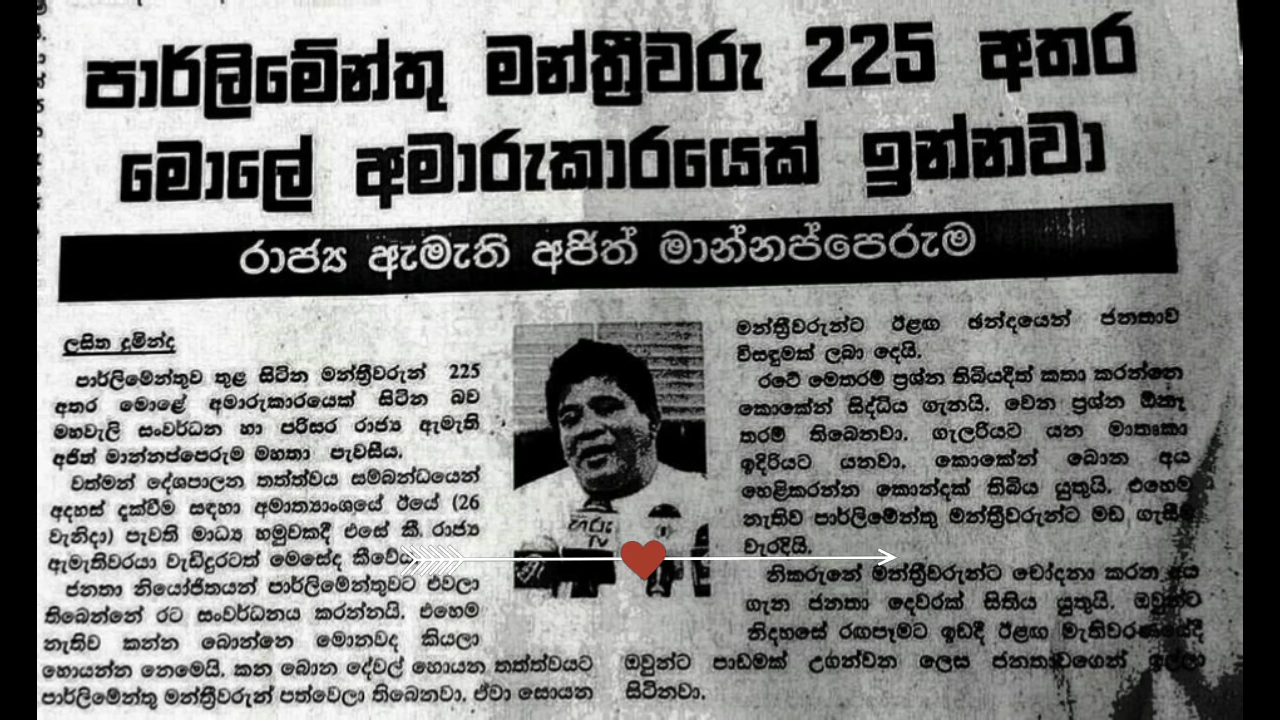 පාර්ලිමේන්තු මන්ත්‍රීවරු 225 අතර
මොලේ අමාරුකාරයෙක් ඉන්නවා
රාජ්‍ය ඇමැති අජිත් මාන්නප්පෙරුම
ලසිත දුමින්ද
පාර්ලිමේන්තුව තුළ සිටින මන්ත්‍රීවරුන් 225
අතර මොළේ අමාරුකාරයෙක් සිටින බව
මහවැලි සංවර්ධන හා පරිසර රාජ්‍ය ඇමැති
අජිත් මාන්නප්පෙරුම මහතා පැවසීය.
වත්මන් දේශපාලන තත්ත්වය සම්බන්ධයෙන්
අදහස් දැක්වීම සඳහා අමාත්‍යාංශයේ ඊයේ (26
වැනිදා) පැවති මාධ්‍ය හමුවකදී එසේ කී රාජ්‍ය
ඇමැතිවරයා වැඩිදුරටත් මෙසේද කීවේය.
ජනතා නියෝජිතයන් පාර්ලිමේන්තුවට එවලා
තිබෙන්නේ රට සංවර්ධනය කරන්නයි. එහෙම
නැතිව කන්න බොන්නෙ මොනවද කියලා
හොයන්න නෙමෙයි. කන බොන දේවල් හොයන තත්ත්වයට
පාර්ලිමේන්තු මන්ත්‍රීවරුන් පත්වෙලා තිබෙනවා. ඒවා සොයන
හිරු
TV
මන්ත්‍රීවරුන්ට ඊළඟ ඡන්දයෙන් ජනතාව
විසඳුමක් ලබා දෙයි.
රටේ මෙතරම් ප්‍රශ්න තිබියදීත් කතා කරන්නෙ
කොකේන් සිද්ධිය ගැනයි. වෙන ප්‍රශ්න ඕනෑ
තරම් තිබෙනවා. ගැලරියට යන මාතෘකා
ඉදිරියට යනවා. කොකේන් බොන අය
හෙළිකරන්න කොන්දක් තිබිය යුතුයි. එහෙම
නැතිව පාර්ලිමේන්තු මන්ත්‍රීවරුන්ට මඩ ගැසීම
වැරදියි.
නිකරුනේ මන්ත්‍රීවරුන්ට චෝදනා කරන අය
ගැන ජනතා දෙවරක් සිතිය යුතුයි. ඔවුන්ට
නිදහසේ රඟපෑමට ඉඩදී ඊළඟ මැතිවරණයේදී
ඔවුන්ට පාඩමක් උගන්වන ලෙස ජනතාවගෙන් ඉල්ලා
සිටිනවා.